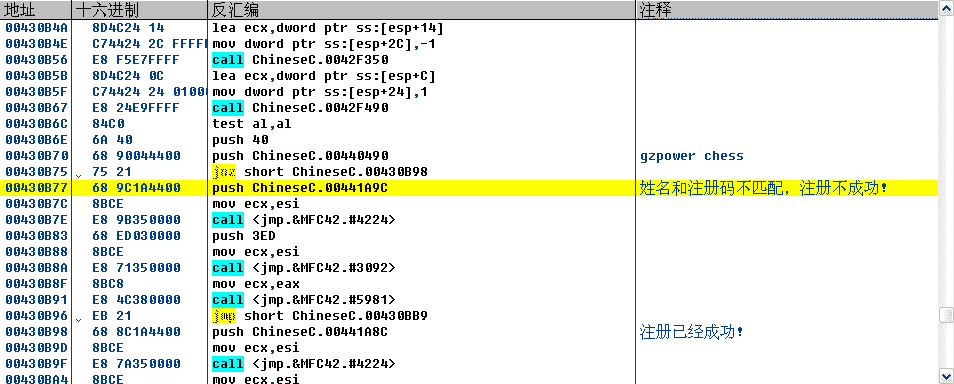 地址 十六进制 反汇编 注释
00430B4A 8D4C24 14 lea ecx,dword ptr ss:[esp+14]
00430B4E C74424 2C FFFFI mov dword ptr ss:[esp+2C],-1
00430B56 E8 F5E7FFFF call ChineseC.0042F350
00430B5B 8D4C24 0C lea ecx,dword ptr ss:[esp+C]
00430B5F C74424 24 01000 mov dword ptr ss:[esp+24],1
00430B67 E8 24E9FFFF call ChineseC.0042F490
00430B6C 84C0 test al,al
00430B6E 6A 40 push 40
00430B70 68 90044400 push ChineseC.00440490 gzpower chess
00430B75 75 21 jnz short ChineseC.00430B98
00430B77 68 9C1A4400 push ChineseC.00441A9C 姓名和注册码不匹配，注册不成功!
00430B7C 8BCE mov ecx,esi
00430B7E E8 9B350000 call <jmp.&MFC42.#4224>
00430B83 68 ED030000 push 3ED
00430B88 8BCE mov ecx,esi
00430B8A E8 71350000 call <jmp.&MFC42.#3092>
00430B8F 8BC8 mov ecx,eax
00430B91 E8 4C380000 call <jmp.&MFC42.#5981>
00430B96 EB 21 jmp short ChineseC.00430BB9
00430B98 68 8C1A4400 push ChineseC.00441A8C 注册已经成功!
00430B9D 8BCE mov ecx,esi
00430B9F E8 7A350000 call <jmp.&MFC42.#4224>
00430BA4 8BCE mov ecx,esi